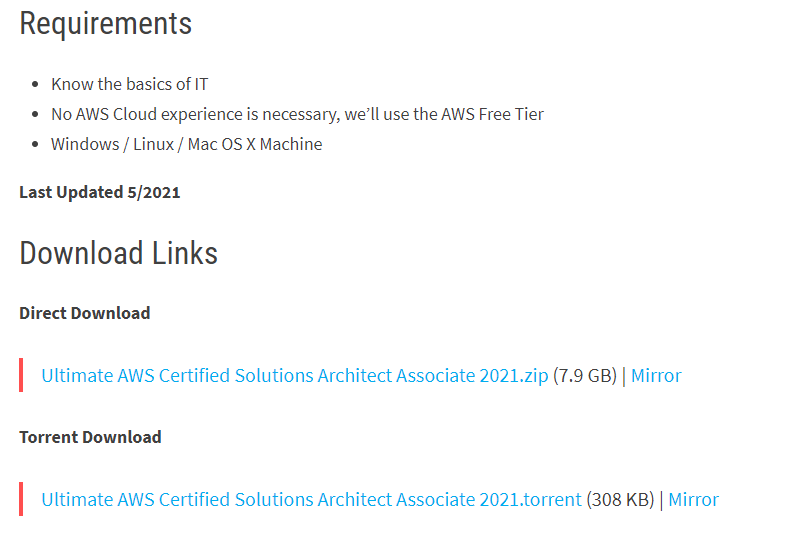 Requirements
Know the basics of IT
No AWS Cloud experience is necessary, we’ll use the AWS Free Tier
Windows / Linux / Mac OS X Machine
Last Updated 5/2021
Download Links
Direct Download
Ultimate AWS Certified Solutions Architect Associate 2021.zip (7.9 GB) | Mirror
Torrent Download
Ultimate AWS Certified Solutions Architect Associate 2021.torrent (308 KB) | Mirror